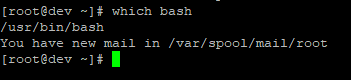 [root@dev ~]# which bash
/usr/bin/bash
You have new mail in /var/spool/mail/root
[root@dev ~]#